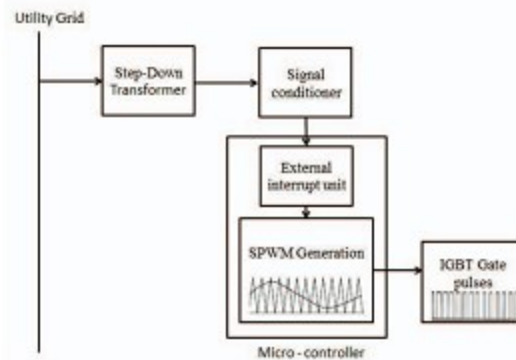 Utility Grid
Step-Down
Transformer
Signal
conditioner
External
interrupt unit
SPWM Generation
IGBT Gate
pulses
Micro - controller